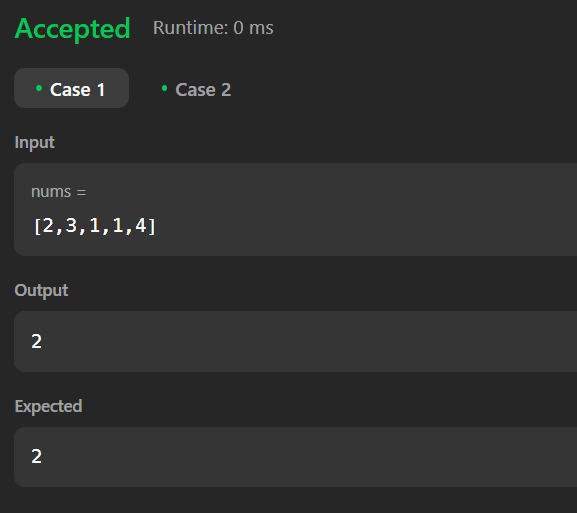 Accepted Runtime: 0 ms
Case 1 Case 2
Input
nums =
[2,3,1,1,4]
Output
2
Expected
2